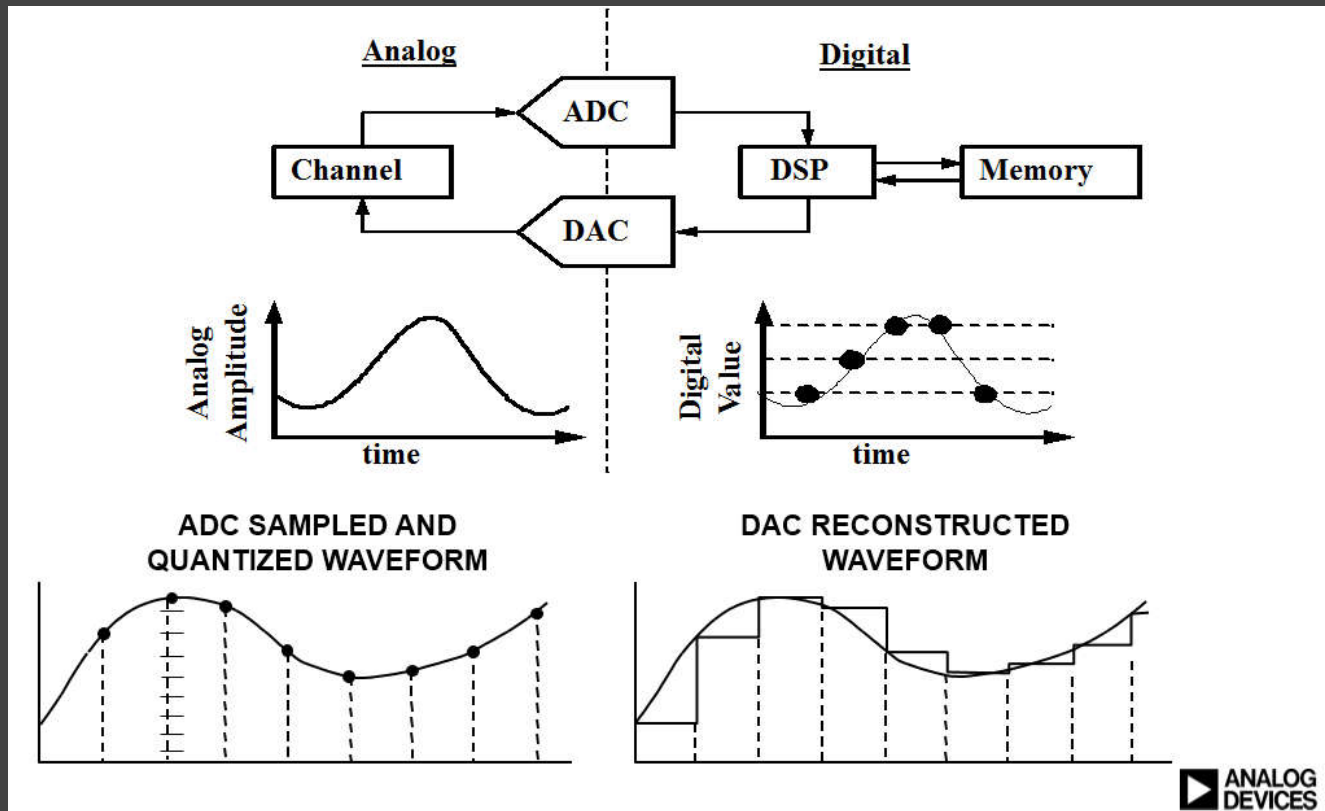 Analog
Digital
ADC
Channel
DSP
Memory
DAC
Analog
Amplitude
time
Digital
Value
time
ADC SAMPLED AND
QUANTIZED WAVEFORM
DAC RECONSTRUCTED
WAVEFORM
ANALOG
DEVICES